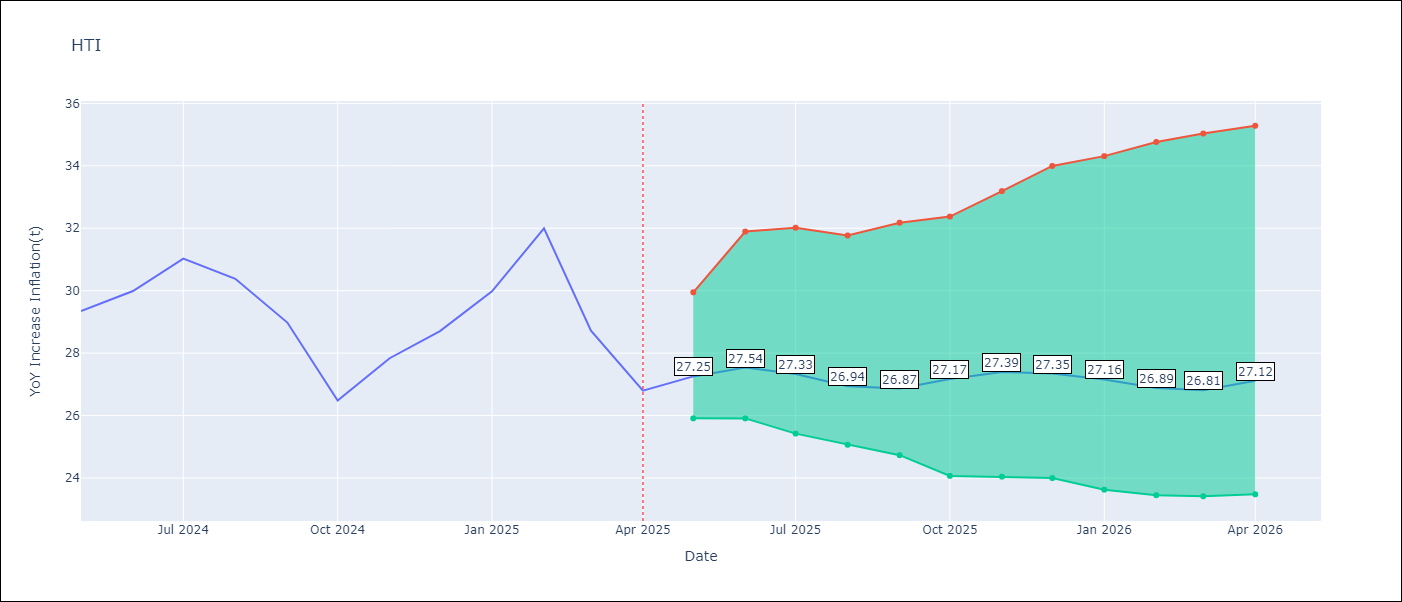 HTI
YoY Increase Inflation(t)
36
34
32
30
28
26
24
27.25
27.54
27.33
26.94
26.87
27.17
27.39
27.35
27.16
26.89
26.81
27.12
Jul 2024
Oct 2024
Jan 2025
Apr 2025
Jul 2025
Oct 2025
Jan 2026
Apr 2026
Date